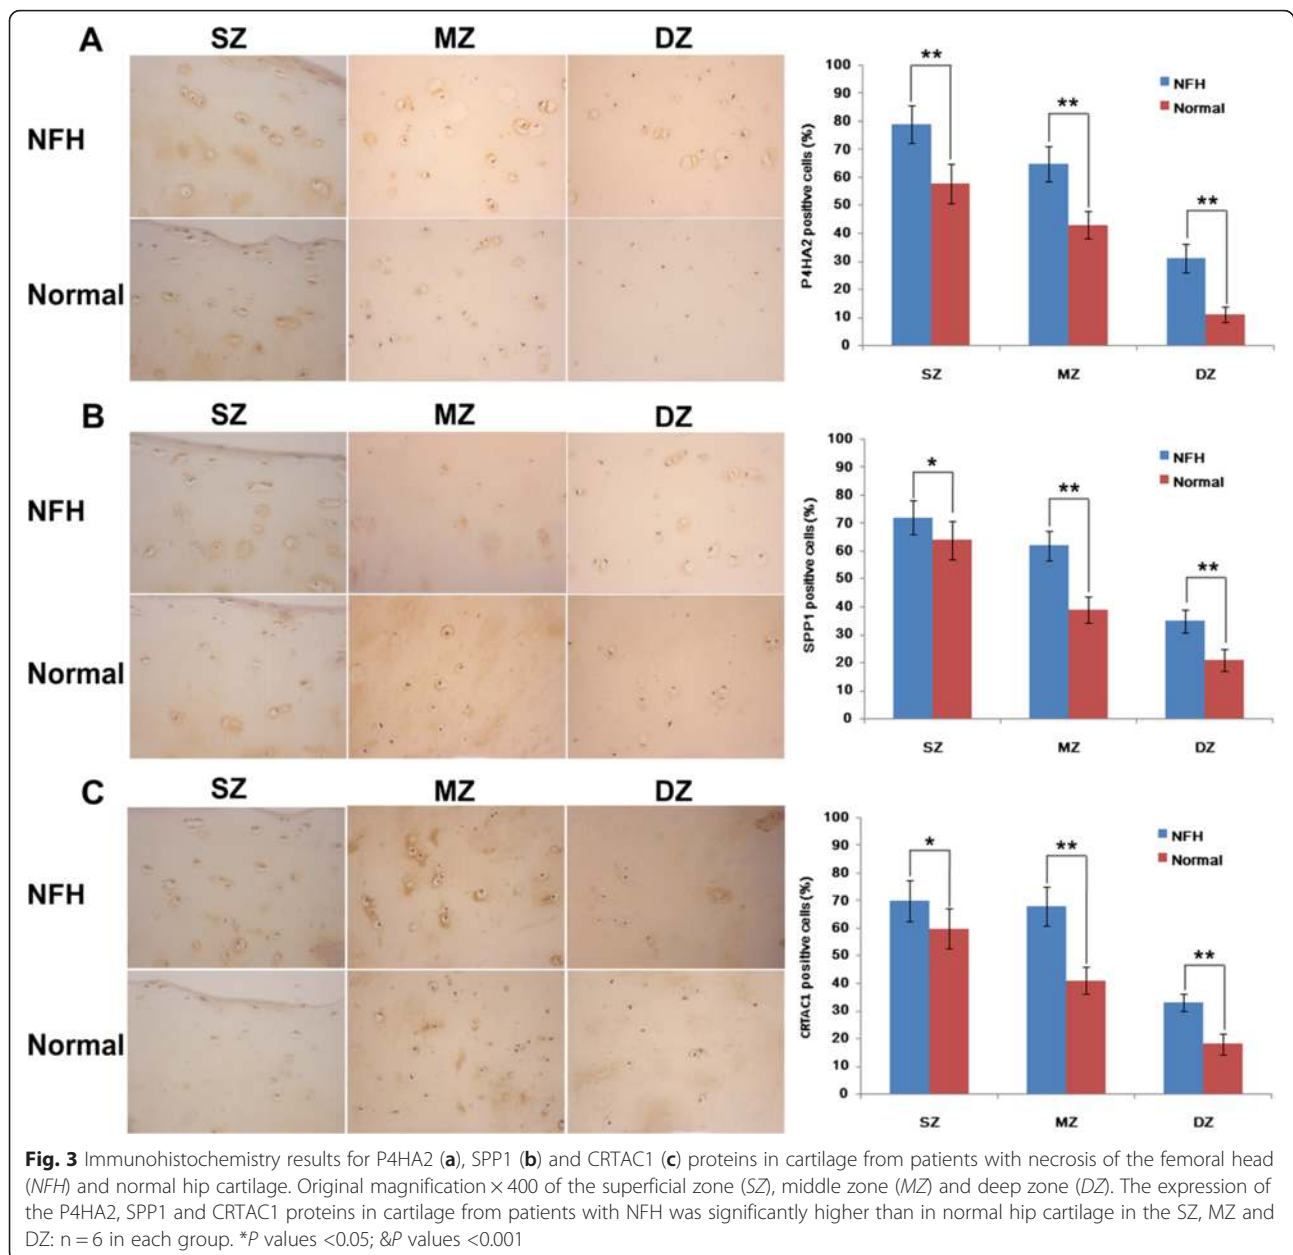 A
SZ MZ DZ
NFH
Normal
100
90
80
70
60
50
40
30
20
10
0
P4HA2 positive cells (%)
** ** **
NFH
Normal
SZ MZ DZ
B
SZ MZ DZ
NFH
Normal
100
90
80
70
60
50
40
30
20
10
0
SPP1 positive cells (%)
* ** **
NFH
Normal
SZ MZ DZ
C
SZ MZ DZ
NFH
Normal
100
90
80
70
60
50
40
30
20
10
0
CRTAC1 positive cells (%)
* ** **
NFH
Normal
SZ MZ DZ
Fig. 3 Immunohistochemistry results for P4HA2 (a), SPP1 (b) and CRTAC1 (c) proteins in cartilage from patients with necrosis of the femoral head
(NFH) and normal hip cartilage. Original magnification × 400 of the superficial zone (SZ), middle zone (MZ) and deep zone (DZ). The expression of
the P4HA2, SPP1 and CRTAC1 proteins in cartilage from patients with NFH was significantly higher than in normal hip cartilage in the SZ, MZ and
DZ: n = 6 in each group. *P values <0.05; &P values <0.001